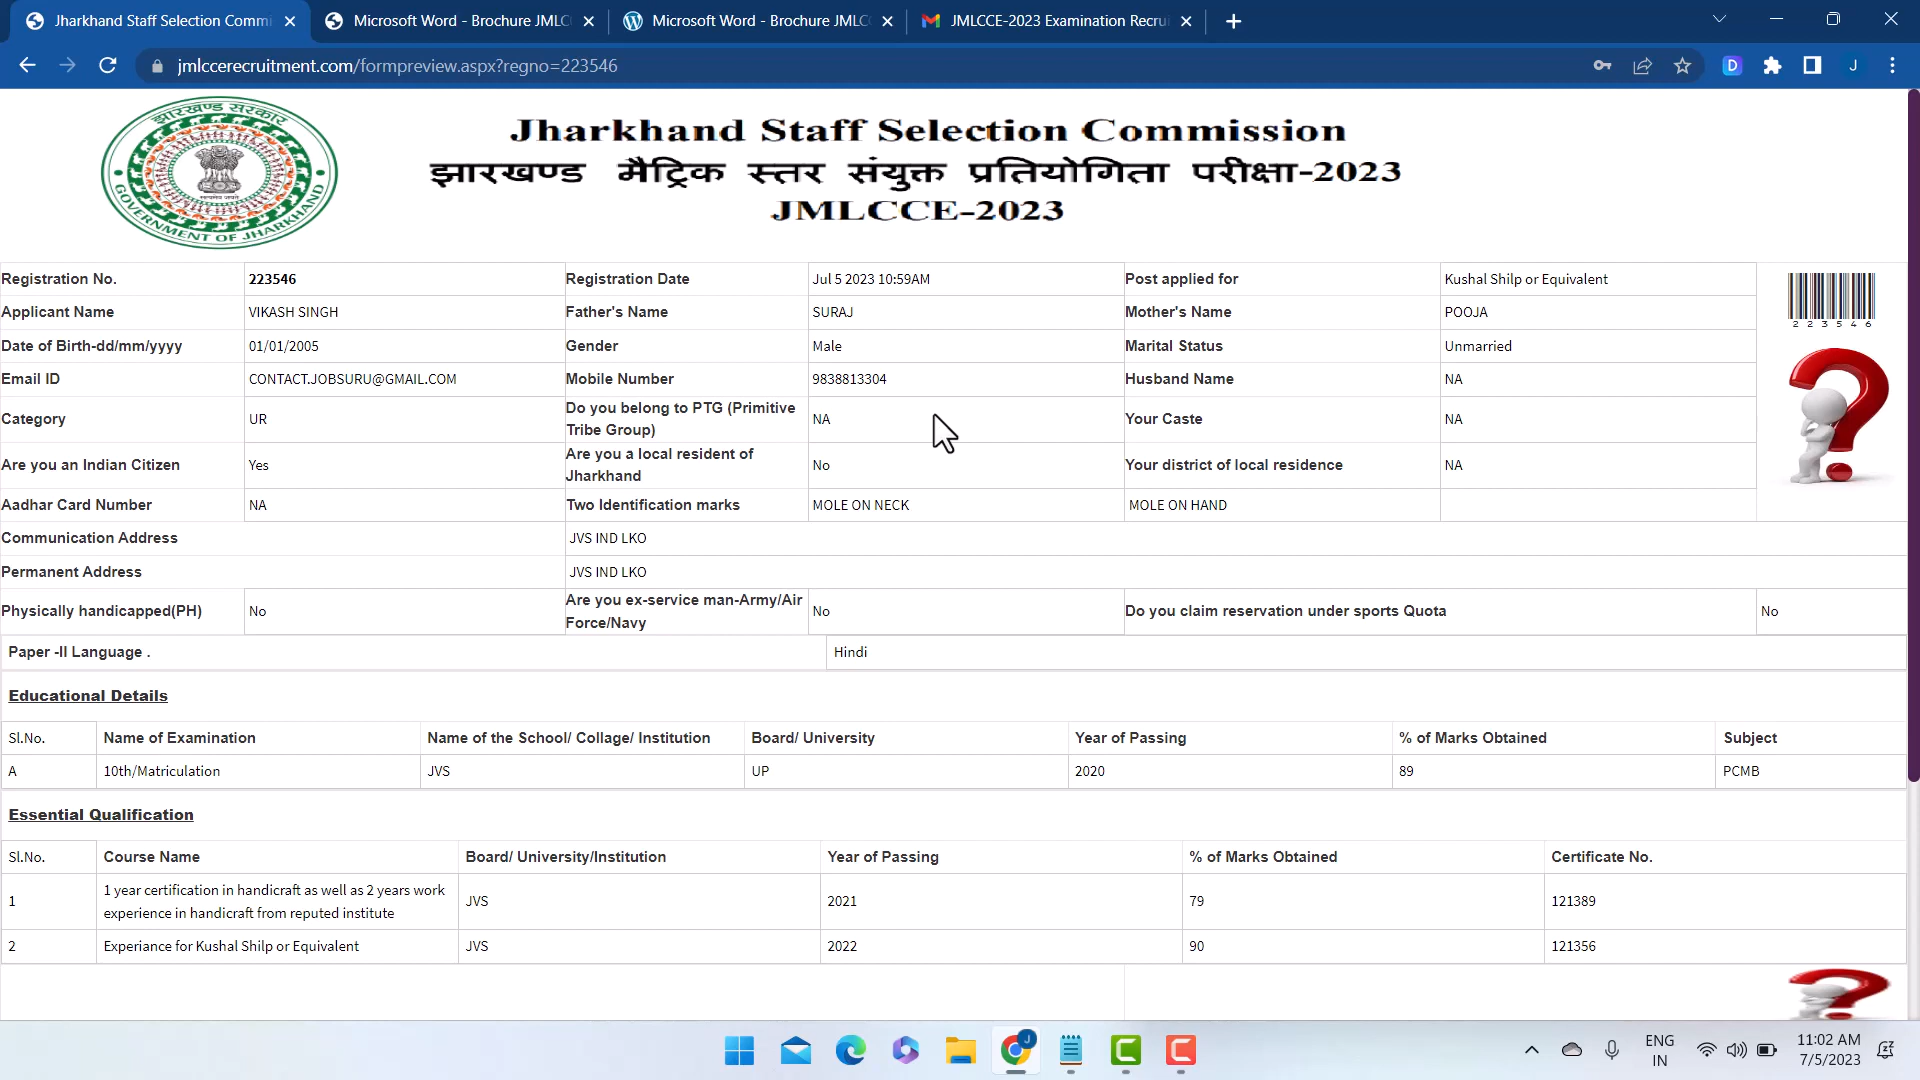 Jharkhand Staff Selection Commi
Microsoft Word - Brochure JMLC
Microsoft Word - Brochure JMLC
JMLCCE-2023 Examination Recrui
jmlccerecruitment.com/formpreview.aspx?regno=223546
D
J
झारखण्ड सरकार
GOVERNMENT OF JHARKHAND
Jharkhand Staff Selection Commission
झारखण्ड मैट्रिक स्तर संयुक्त प्रतियोगिता परीक्षा-2023
JMLCCE-2023
Registration No. 223546 Registration Date Jul 5 2023 10:59AM Post applied for Kushal Shilp or Equivalent
223546
Applicant Name VIKASH SINGH Father's Name SURAJ Mother's Name POOJA
Date of Birth-dd/mm/yyyy 01/01/2005 Gender Male Marital Status Unmarried
Email ID CONTACT.JOBSURU@GMAIL.COM Mobile Number 9838813304 Husband Name NA
Category UR Do you belong to PTG (Primitive
Tribe Group) NA Your Caste NA
Are you an Indian Citizen Yes Are you a local resident of
Jharkhand No Your district of local residence NA
Aadhar Card Number NA Two Identification marks MOLE ON NECK MOLE ON HAND
Communication Address JVS IND LKO
Permanent Address JVS IND LKO
Physically handicapped(PH) No Are you ex-service man-Army/Air
Force/Navy No Do you claim reservation under sports Quota No
Paper -II Language . Hindi
Educational Details
Sl.No. Name of Examination Name of the School/ Collage/ Institution Board/ University Year of Passing % of Marks Obtained Subject
A 10th/Matriculation JVS UP 2020 89 PCMB
Essential Qualification
Sl.No. Course Name Board/ University/Institution Year of Passing % of Marks Obtained Certificate No.
1 1 year certification in handicraft as well as 2 years work
experience in handicraft from reputed institute JVS 2021 79 121389
2 Experiance for Kushal Shilp or Equivalent JVS 2022 90 121356
J
ENG
IN
11:02 AM
7/5/2023